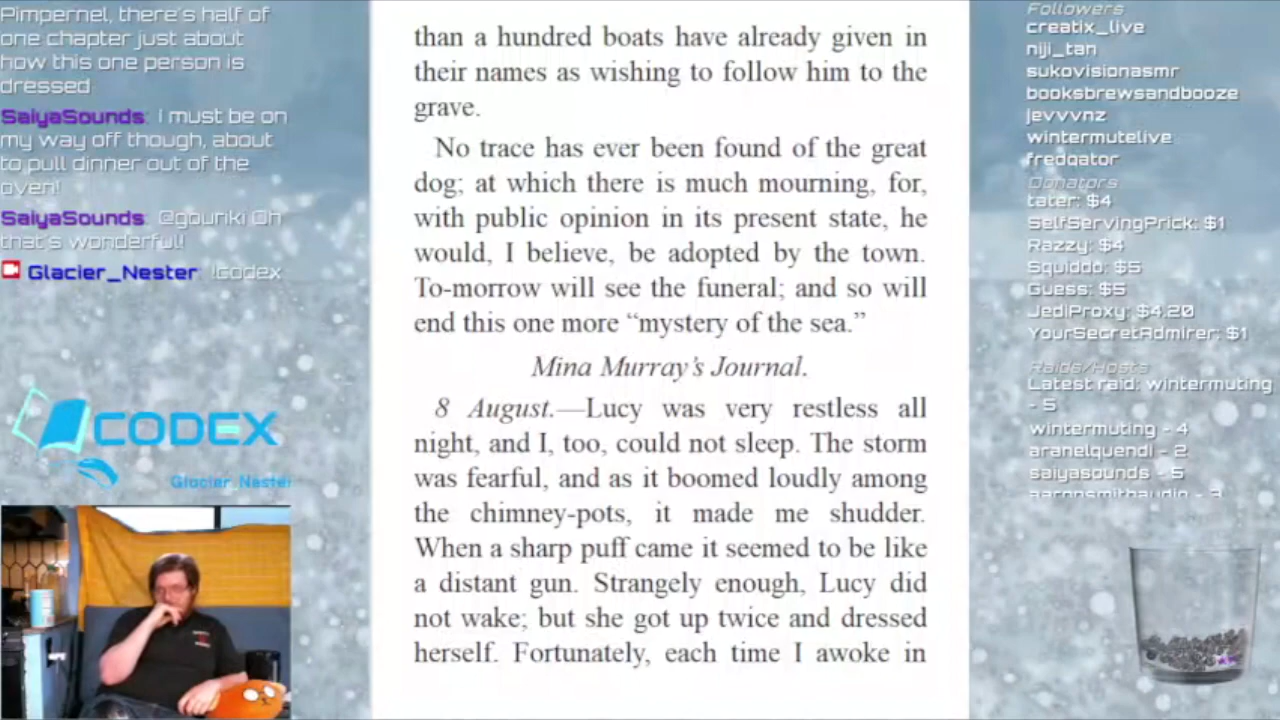 Pimpernel, there's half of
one chapter just about
how this one person is
dressed
SaiyaSounds: I must be on
my way off though, about
to pull dinner out of the
oven!
SaiyaSounds: @gouriki Oh
that's wonderful!
Glacier_Nester: !codex
CODEX
Glacier Nester
than a hundred boats have already given in
their names as wishing to follow him to the
grave.
No trace has ever been found of the great
dog; at which there is much mourning, for,
with public opinion in its present state, he
would, I believe, be adopted by the town.
To-morrow will see the funeral; and so will
end this one more “mystery of the sea.”
Mina Murray's Journal.
8 August.—Lucy was very restless all
night, and I, too, could not sleep. The storm
was fearful, and as it boomed loudly among
the chimney-pots, it made me shudder.
When a sharp puff came it seemed to be like
a distant gun. Strangely enough, Lucy did
not wake; but she got up twice and dressed
herself. Fortunately, each time I awoke in
Followers
creatix_live
niji_tan
sukovisionasmr
booksbrewsandbooze
jevvvnz
wintermutelive
fredgator
Donators
tater: $4
SelfServingPrick: $1
Razzy: $4
Squiddo: $5
Guess: $5
JediProxy: $4.20
YourSecretAdmirer: $1
Raids/Hosts
Latest raid: wintermuting
- 5
wintermuting - 4
aranelquendi - 2
saiyasounds - 5
aaronsmithaudio - 3